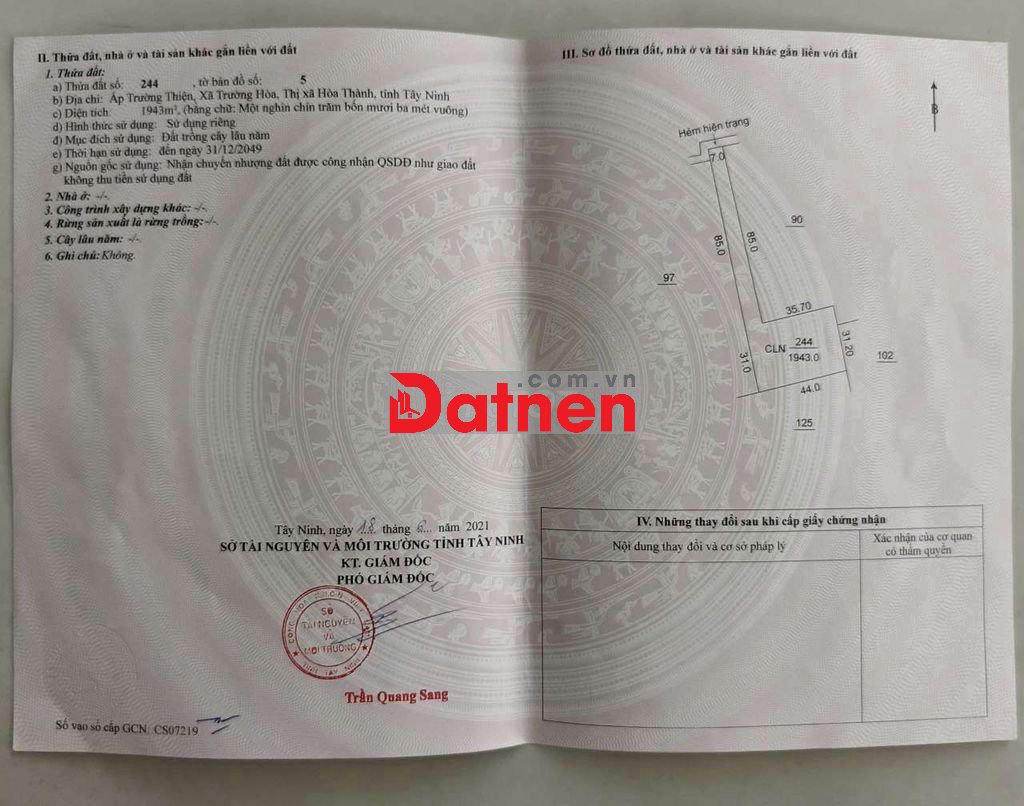 II. Thửa đất, nhà ở và tài sản khác gắn liền với đất
1. Thửa đất:
a) Thửa đất số: 244 , tờ bản đồ số: 5
b) Địa chỉ: Ấp Trường Thiện, Xã Trường Hòa, Thị xã Hòa Thành, tỉnh Tây Ninh
c) Diện tích: 1943m², (bằng chữ: Một nghìn chín trăm bốn mươi ba mét vuông)
d) Hình thức sử dụng: Sử dụng riêng
đ) Mục đích sử dụng: Đất trồng cây lâu năm
e) Thời hạn sử dụng: đến ngày 31/12/2049
g) Nguồn gốc sử dụng: Nhận chuyển nhượng đất được công nhận QSDĐ như giao đất
không thu tiền sử dụng đất
2. Nhà ở: -/-.
3. Công trình xây dựng khác: -/-.
4. Rừng sản xuất là rừng trồng:-/-.
5. Cây lâu năm: -/-.
6. Ghi chú: Không.
Tây Ninh, ngày 18 tháng 6 năm 2021
SỞ TÀI NGUYÊN VÀ MÔI TRƯỜNG TỈNH TÂY NINH
KT. GIÁM ĐỐC
PHÓ GIÁM ĐỐC
SỞ
TÀI NGUYÊN
VÀ
MÔI TRƯỜNG
TỈNH TÂY NINH
Trần Quang Sang
Số vào sổ cấp GCN: CS07219
III. Sơ đồ thửa đất, nhà ở và tài sản khác gắn liền với đất
B
Hẻm hiện trạng
7.0
90
85.0
85.0
97
35.70
31.20
244
CLN
1943.0
31.0
102
44.0
125
.com.vn
Datnen
IV. Những thay đổi sau khi cấp giấy chứng nhận
Nội dung thay đổi và cơ sở pháp lý
Xác nhận của cơ quan
có thẩm quyền